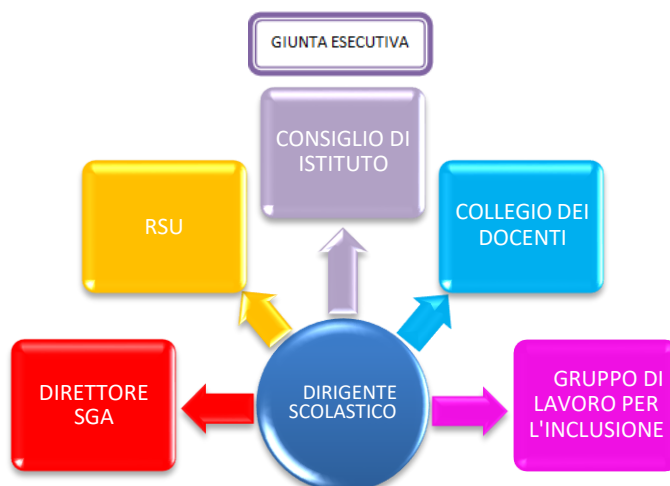 GIUNTA ESECUTIVA
CONSIGLIO DI
ISTITUTO
RSU
COLLEGIO DEI
DOCENTI
DIRETTORE
SGA
DIRIGENTE
SCOLASTICO
GRUPPO DI
LAVORO PER
L'INCLUSIONE